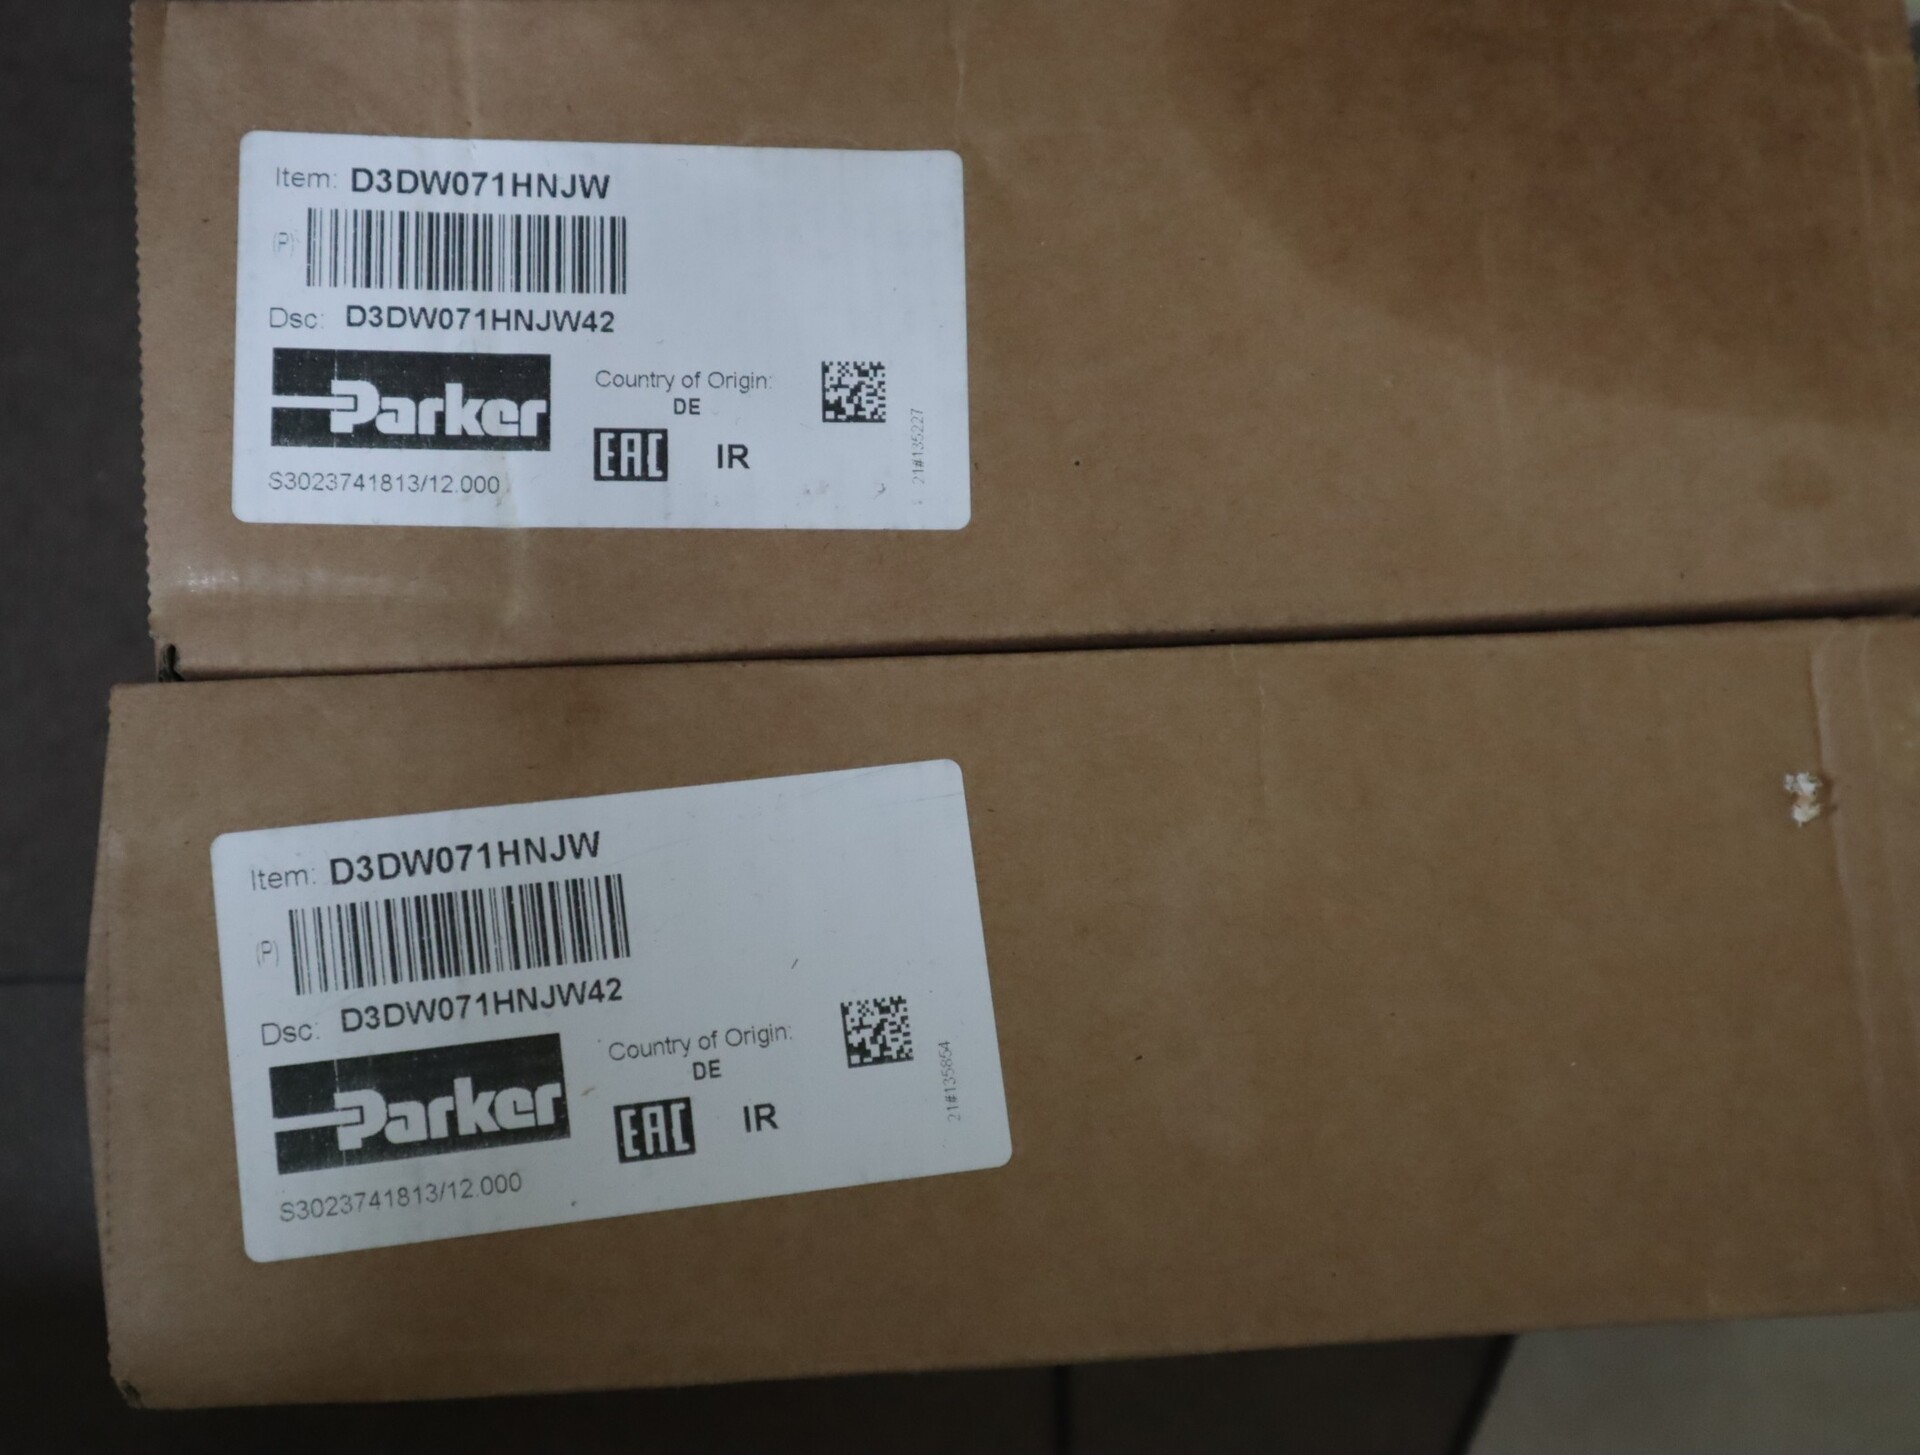 Item: D3DW071HNJW
(P)
Dsc: D3DW071HNJW42
Parker
Country of Origin:
DE
EAC IR
S3023741813/12.000
21#135227
Item: D3DW071HNJW
(P)
Dsc: D3DW071HNJW42
Parker
Country of Origin:
DE
EAC IR
S3023741813/12.000
21#135854